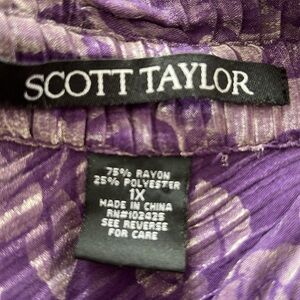 SCOTT TAYLOR
75% RAYON
25% POLYESTER
1X
MADE IN CHINA
RN#102425
SEE REVERSE
FOR CARE